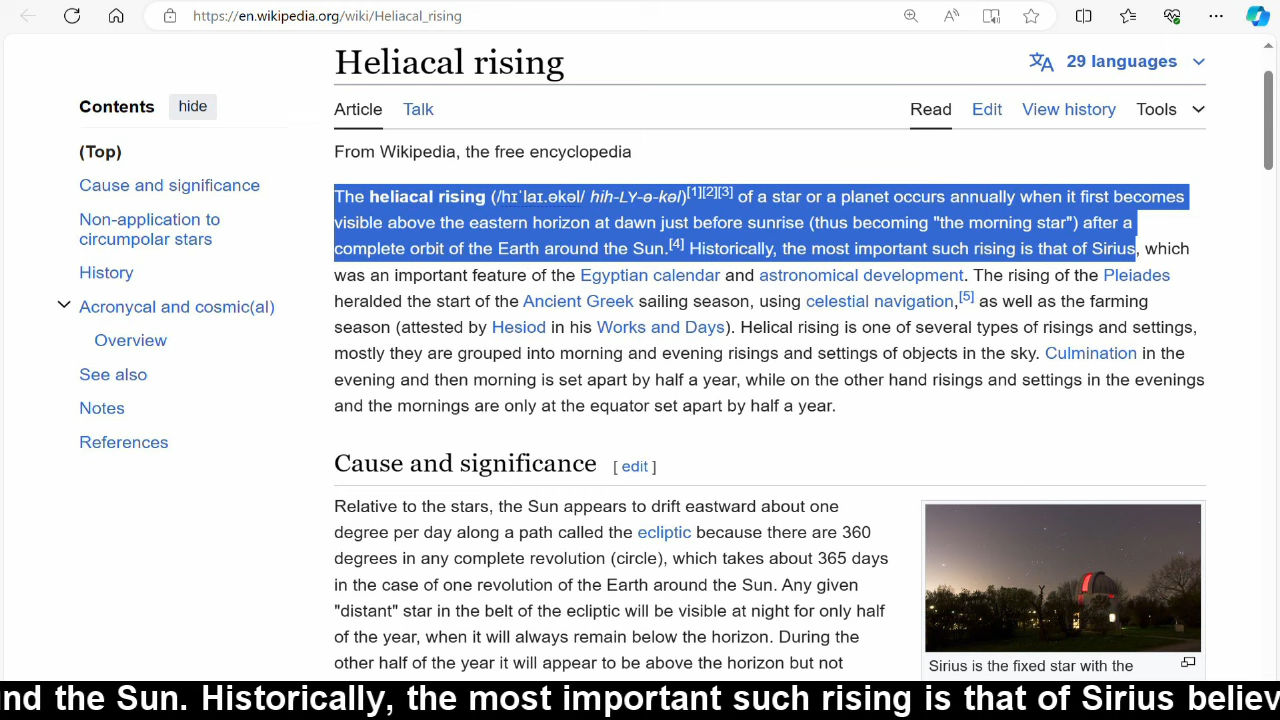 https://en.wikipedia.org/wiki/Heliacal_rising
Heliacal rising
29 languages
Contents hide
Article Talk Read Edit View history Tools
(Top)
From Wikipedia, the free encyclopedia
Cause and significance
Non-application to
circumpolar stars
History
Acronycal and cosmic(al)
Overview
See also
Notes
References
The heliacal rising (/hɪˈlaɪ.əkəl/ hih-LY-ə-kəl)[1][2][3] of a star or a planet occurs annually when it first becomes
visible above the eastern horizon at dawn just before sunrise (thus becoming "the morning star") after a
complete orbit of the Earth around the Sun.[4] Historically, the most important such rising is that of Sirius, which
was an important feature of the Egyptian calendar and astronomical development. The rising of the Pleiades
heralded the start of the Ancient Greek sailing season, using celestial navigation,[5] as well as the farming
season (attested by Hesiod in his Works and Days). Helical rising is one of several types of risings and settings,
mostly they are grouped into morning and evening risings and settings of objects in the sky. Culmination in the
evening and then morning is set apart by half a year, while on the other hand risings and settings in the evenings
and the mornings are only at the equator set apart by half a year.
Cause and significance [ edit ]
Relative to the stars, the Sun appears to drift eastward about one
degree per day along a path called the ecliptic because there are 360
degrees in any complete revolution (circle), which takes about 365 days
in the case of one revolution of the Earth around the Sun. Any given
"distant" star in the belt of the ecliptic will be visible at night for only half
of the year, when it will always remain below the horizon. During the
other half of the year it will appear to be above the horizon but not
Sirius is the fixed star with the
nd the Sun. Historically, the most important such rising is that of Sirius believ